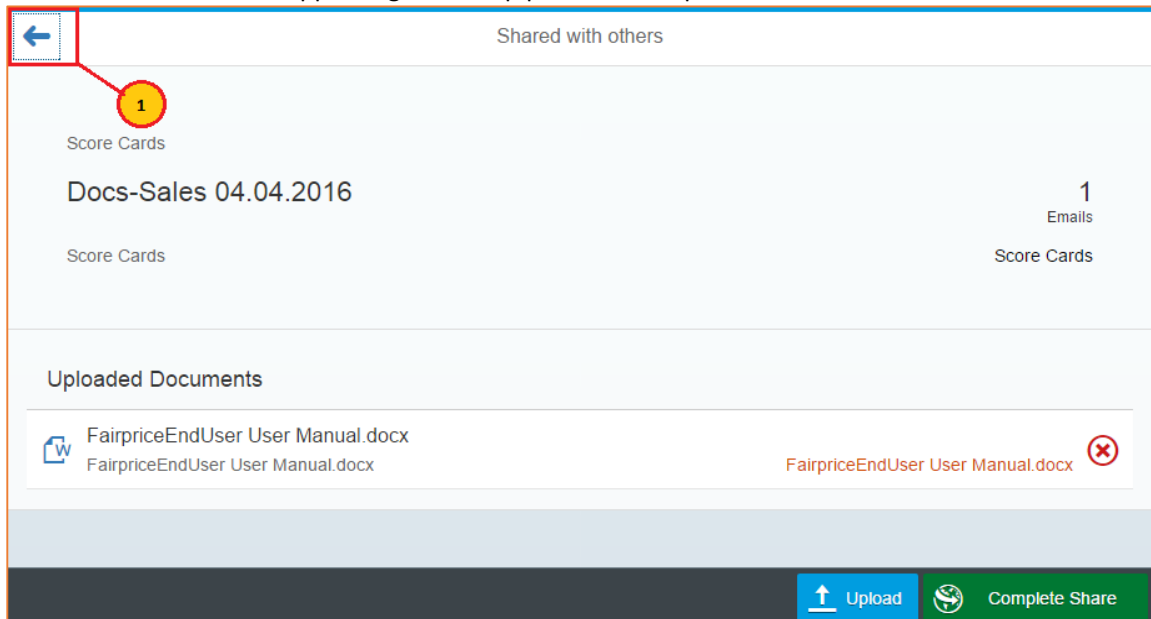 Shared with others
1
Score Cards
Docs-Sales 04.04.2016
1
Emails
Score Cards
Score Cards
Uploaded Documents
W
FairpriceEndUser User Manual.docx
FairpriceEndUser User Manual.docx
FairpriceEndUser User Manual.docx
Upload
Complete Share